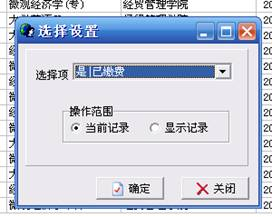 微观经济学(专) 经贸管理学院 20
选择设置
选择项 是|已缴费
操作范围
当前记录 显示记录
确定 关闭